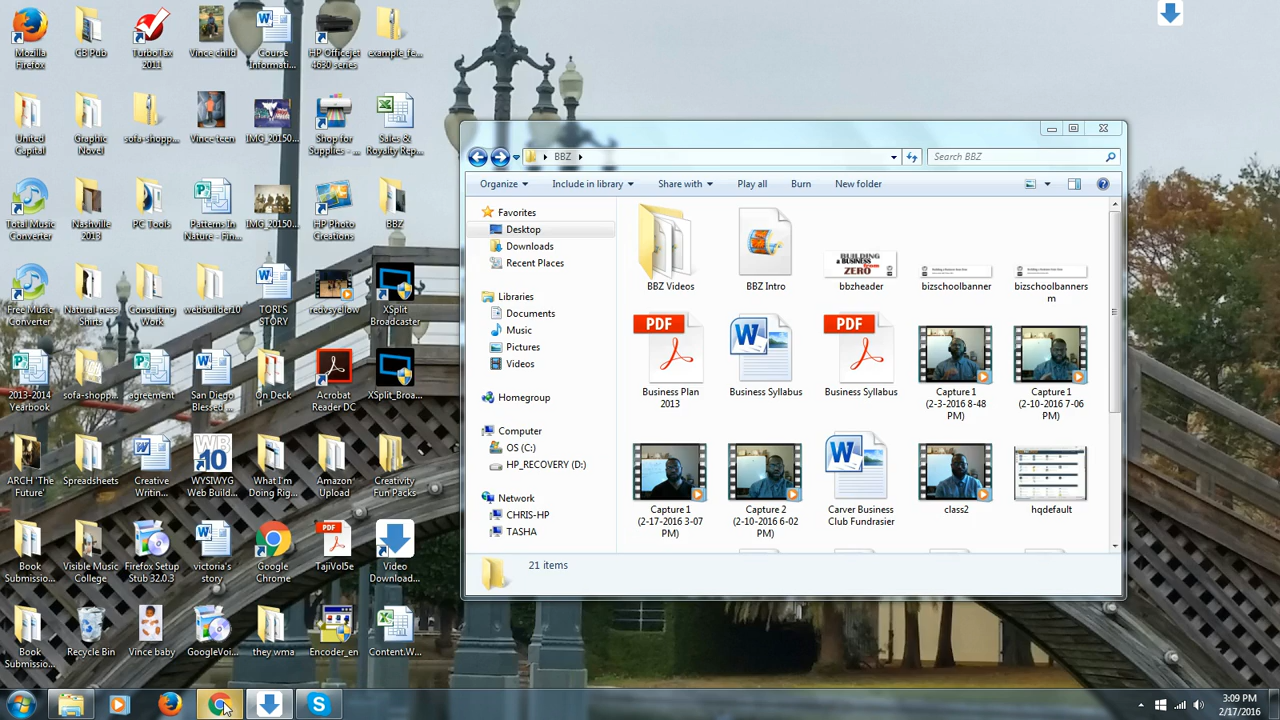 Mozilla
Firefox
CB Pub
TurboTax
2011
Vince child
Course
Informati...
HP Officejet
4630 series
example_fe...
United
Capital
Graphic
Novel
sofa-shopp...
Vince teen
IMG_20150...
Shop for
Supplies - ...
Sales &
Royalty Rep...
Total Music
Converter
Nashville
2013
PC Tools
Patterns In
Nature - Fin...
IMG_20150...
HP Photo
Creations
BBZ
Free Music
Converter
Natural-ness
Shirts
Consulting
Work
webbuilder10
TORI'S
STORY
redvsyellow
XSplit
Broadcaster
2013-2014
Yearbook
sofa-shopp...
agreement
San Diego
Blessed ...
On Deck
Acrobat
Reader DC
XSplit_Broa...
ARCH 'The
Future'
Spreadsheets
Creative
Writin...
WYSIWYG
Web Build...
What I'm
Doing Rig...
Amazon
Upload
Creativity
Fun Packs
Book
Submissio...
Visible Music
College
Firefox Setup
Stub 32.0.3
victoria's
story
Google
Chrome
TajiVol5e
Video
Download...
Book
Submissio...
Recycle Bin
Vince baby
GoogleVoi...
they wma
Encoder_en
Content.W...
BBZ
Search BBZ
Organize
Include in library
Share with
Play all
Burn
New folder
Favorites
Desktop
Downloads
Recent Places
Libraries
Documents
Music
Pictures
Videos
Homegroup
Computer
OS (C:)
HP_RECOVERY (D:)
Network
CHRIS-HP
TASHA
BBZ Videos
BBZ Intro
BUILDING
A BUSINESS
ZERO
bbzheader
bizschoolbanner
bizschoolbanners
m
PDF
Business Plan
2013
Business Syllabus
PDF
Business Syllabus
Capture 1
(2-3-2016 8-48
PM)
Capture 1
(2-10-2016 7-06
PM)
Capture 1
(2-17-2016 3-07
PM)
Capture 2
(2-10-2016 6-02
PM)
Carver Business
Club Fundrasier
class2
hqdefault
21 items
3:09 PM
2/17/2016